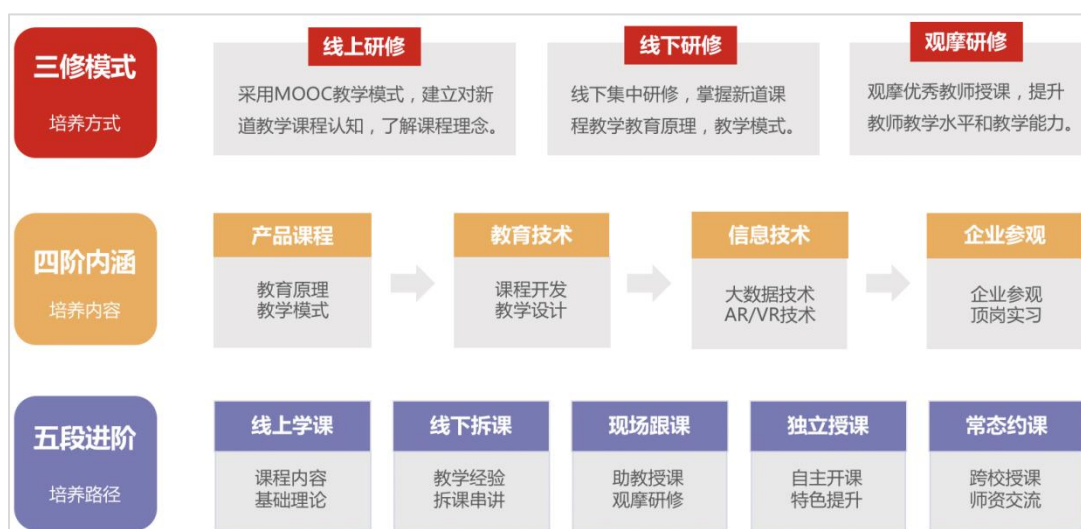 三修模式
培养方式
线上研修
采用MOOC教学模式，建立对新
道教学课程认知，了解课程理念。
线下研修
线下集中研修，掌握新道课
程教学教育原理，教学模式。
观摩研修
观摩优秀教师授课，提升
教师教学水平和教学能力。
四阶内涵
培养内容
产品课程
教育原理
教学模式
教育技术
课程开发
教学设计
信息技术
大数据技术
AR/VR技术
企业参观
企业参观
顶岗实习
五段进阶
培养路径
线上学课
课程内容
基础理论
线下拆课
教学经验
拆课串讲
现场跟课
助教授课
观摩研修
独立授课
自主开课
特色提升
常态约课
跨校授课
师资交流